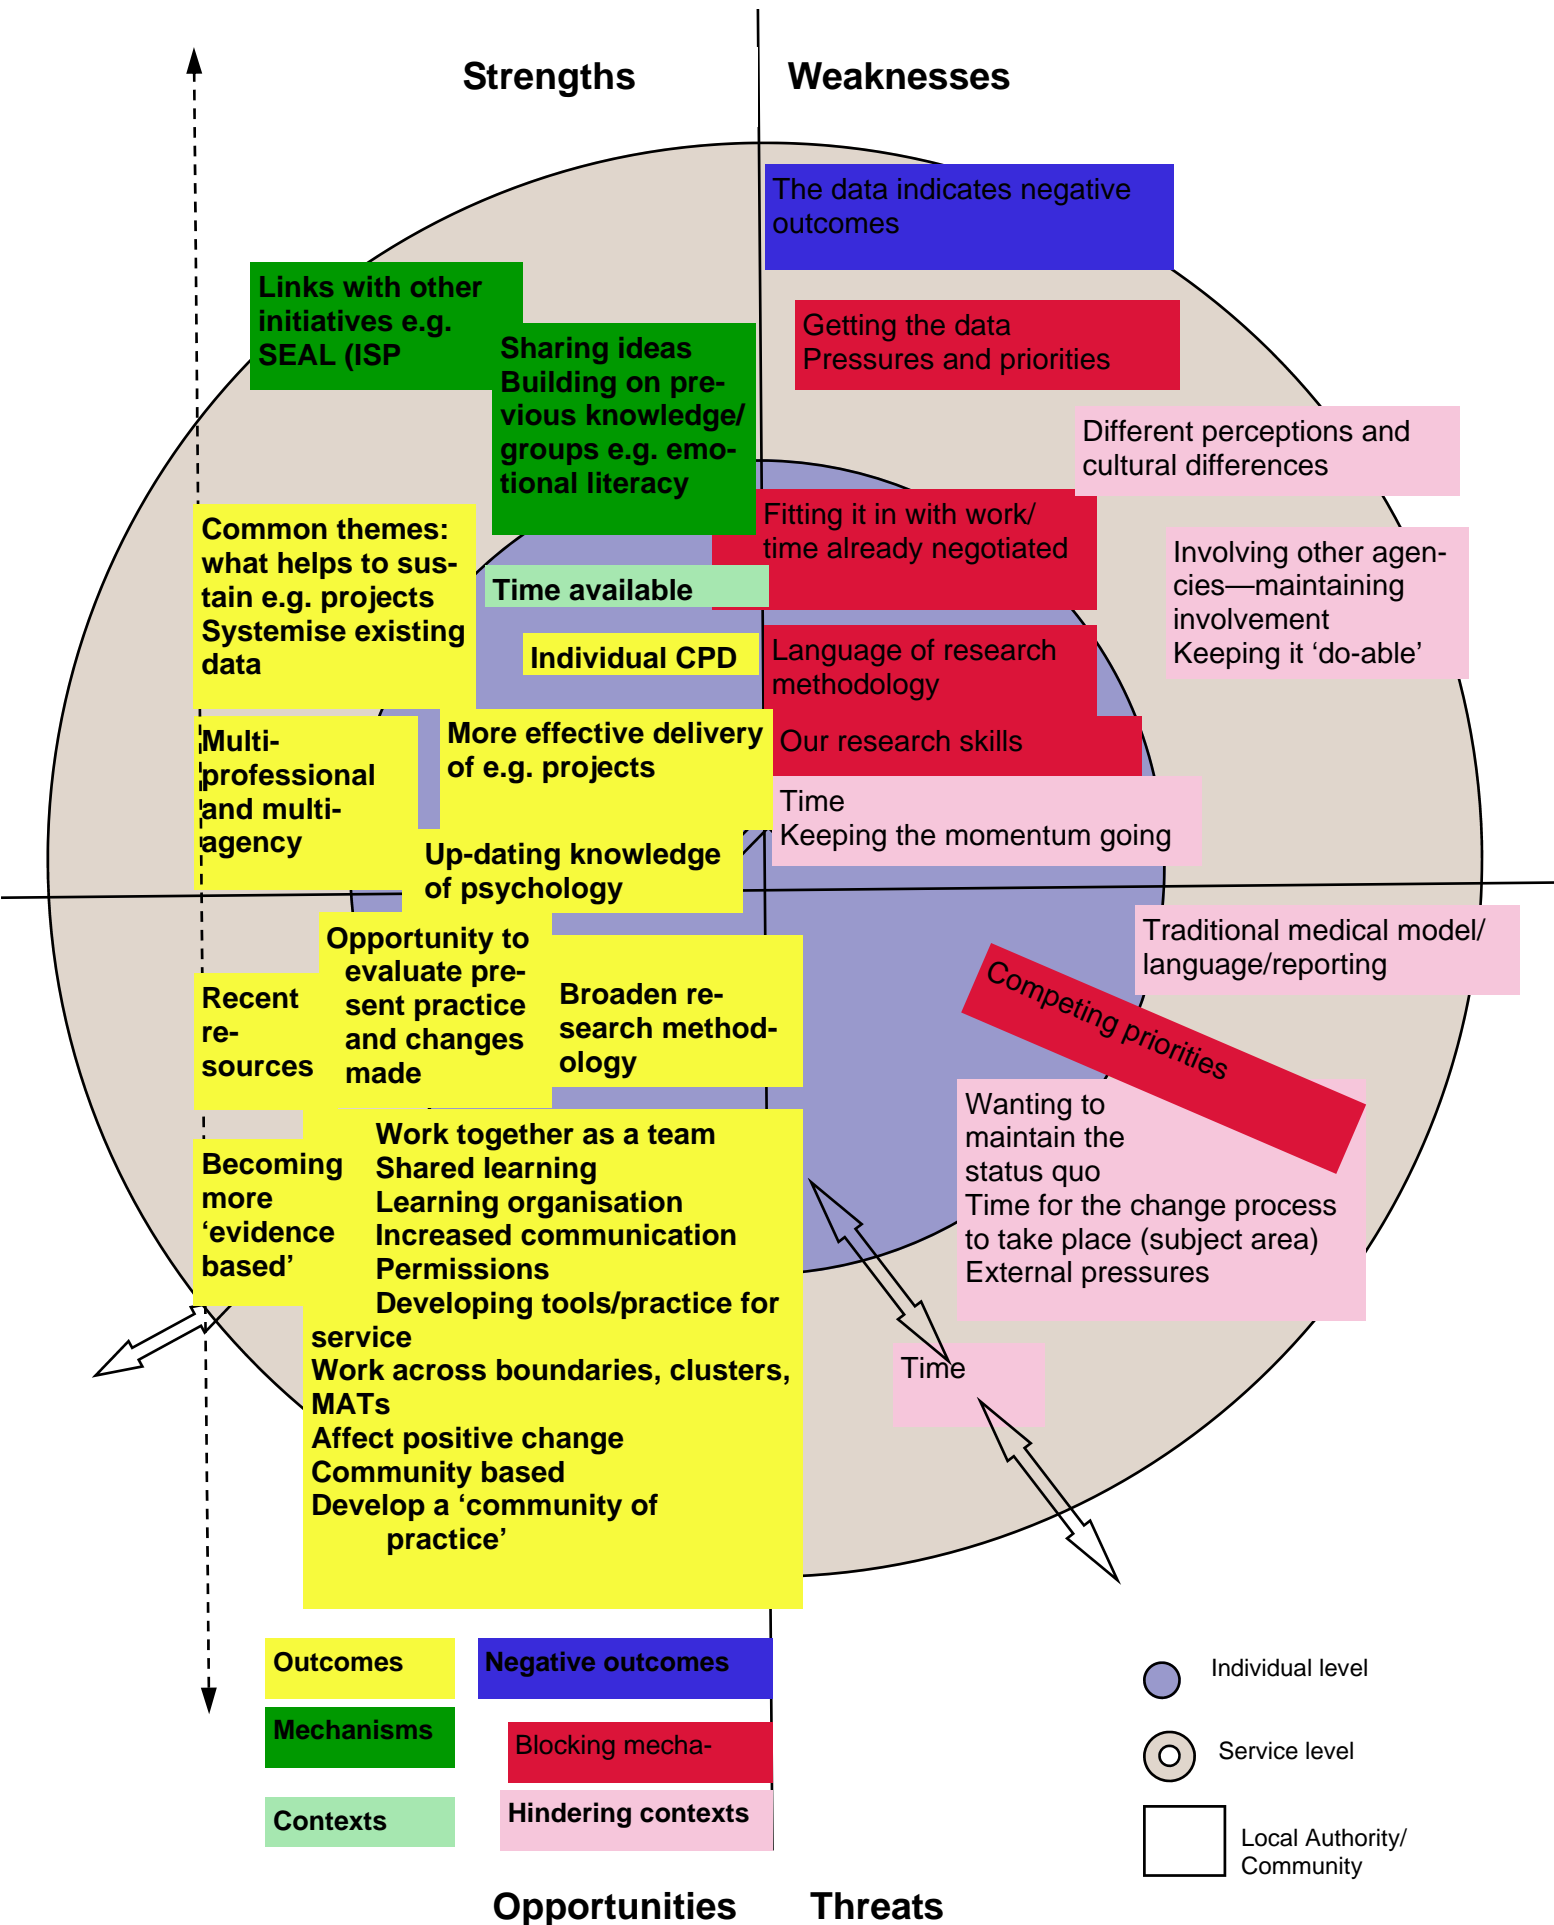 Strengths
Weaknesses
The data indicates negative
outcomes
Links with other
initiatives e.g.
SEAL (ISP
Sharing ideas
Building on pre-
vious knowledge/
groups e.g. emo-
tional literacy
Getting the data
Pressures and priorities
Different perceptions and
cultural differences
Common themes:
what helps to sus-
tain e.g. projects
Systemise existing
data
Time available
Fitting it in with work/
time already negotiated
Involving other agen-
cies—maintaining
involvement
Keeping it ‘do-able’
Individual CPD
Language of research
methodology
Multi-
professional
and multi-
agency
More effective delivery
of e.g. projects
Our research skills
Time
Keeping the momentum going
Up-dating knowledge
of psychology
Opportunity to
evaluate pre-
sent practice
and changes
made
Broaden re-
search method-
ology
Traditional medical model/
language/reporting
Recent
re-
sources
Competing priorities
Wanting to
maintain the
status quo
Time for the change process
to take place (subject area)
External pressures
Becoming
more
‘evidence
based’
Work together as a team
Shared learning
Learning organisation
Increased communication
Permissions
Developing tools/practice for
service
Work across boundaries, clusters,
MATs
Affect positive change
Community based
Develop a ‘community of
practice’
Time
Outcomes
Negative outcomes
Mechanisms
Blocking mecha-
Contexts
Hindering contexts
Individual level
Service level
Local Authority/
Community
Opportunities
Threats